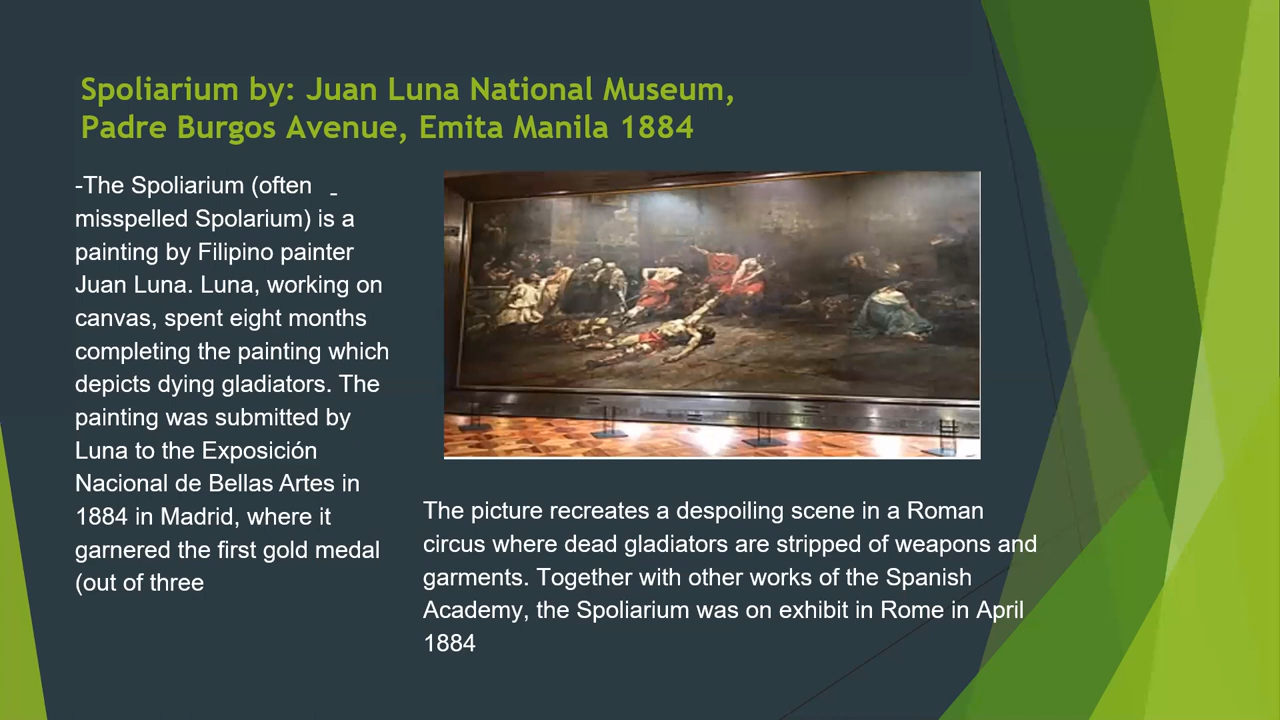 Spoliarium by: Juan Luna National Museum,
Padre Burgos Avenue, Emita Manila 1884
-The Spoliarium (often -
misspelled Spolarium) is a
painting by Filipino painter
Juan Luna. Luna, working on
canvas, spent eight months
completing the painting which
depicts dying gladiators. The
painting was submitted by
Luna to the Exposición
Nacional de Bellas Artes in
1884 in Madrid, where it
garnered the first gold medal
(out of three
The picture recreates a despoiling scene in a Roman
circus where dead gladiators are stripped of weapons and
garments. Together with other works of the Spanish
Academy, the Spoliarium was on exhibit in Rome in April
1884